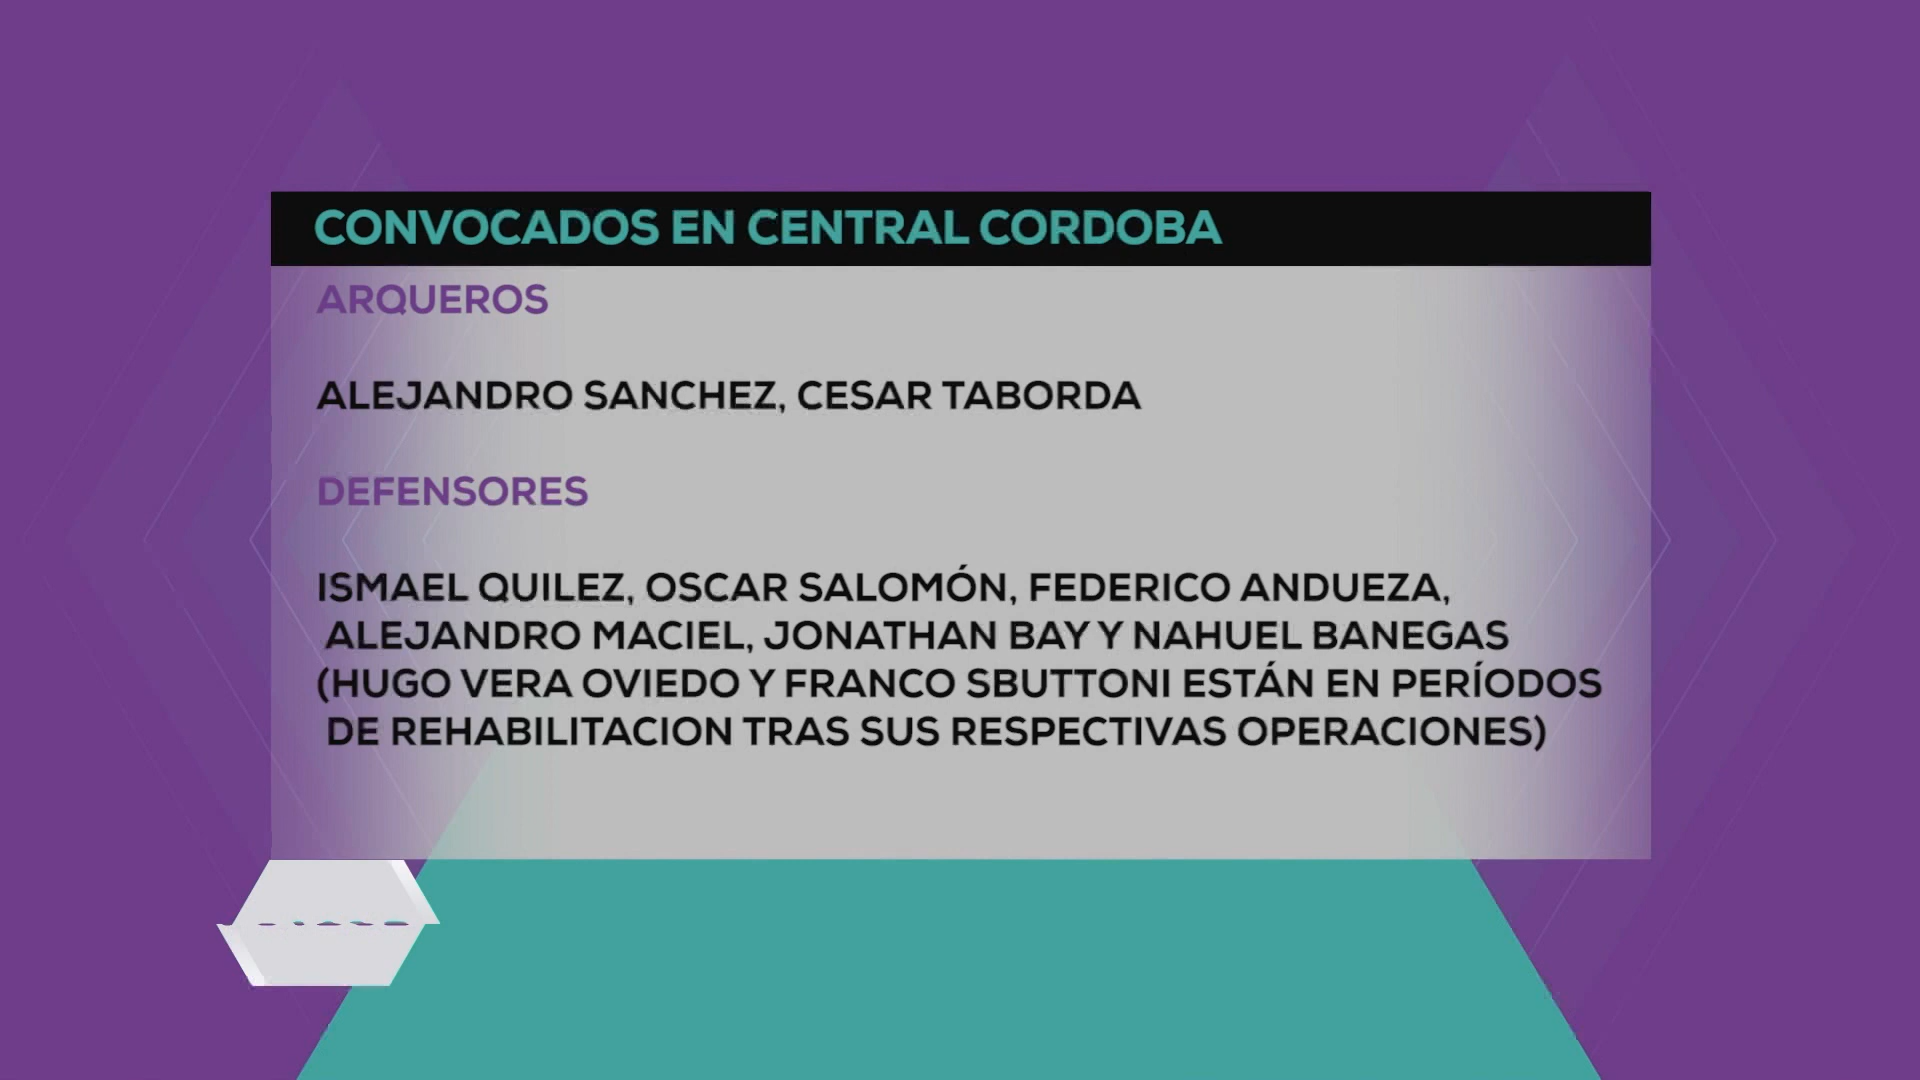 CONVOCADOS EN CENTRAL CORDOBA
ARQUEROS
ALEJANDRO SANCHEZ, CESAR TABORDA
DEFENSORES
ISMAEL QUILEZ, OSCAR SALOMÓN, FEDERICO ANDUEZA,
ALEJANDRO MACIEL, JONATHAN BAY Y NAHUEL BANEGAS
(HUGO VERA OVIEDO Y FRANCO SBUTTONI ESTÁN EN PERÍODOS
DE REHABILITACION TRAS SUS RESPECTIVAS OPERACIONES)